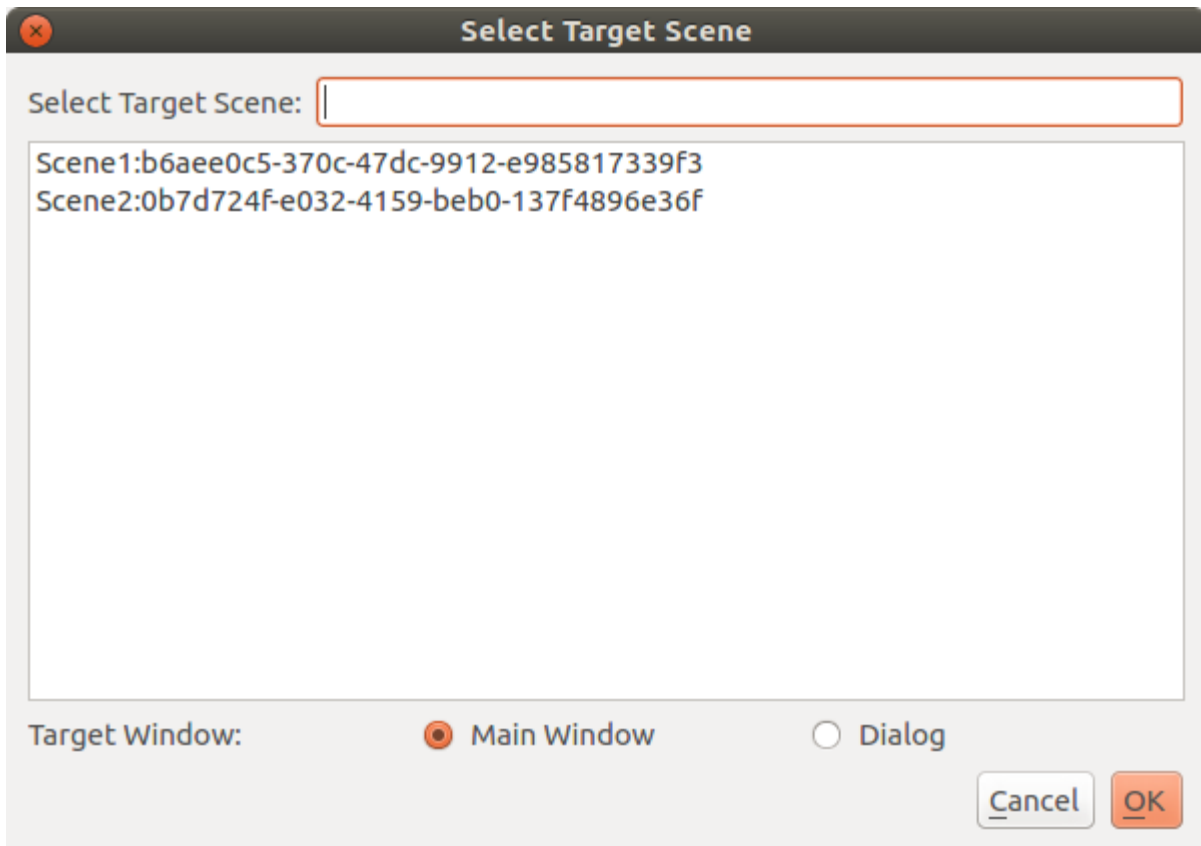 Select Target Scene
Select Target Scene:
Scene1:b6aee0c5-370c-47dc-9912-e985817339f3
Scene2:0b7d724f-e032-4159-beb0-137f4896e36f
Target Window: Main Window Dialog
Cancel OK